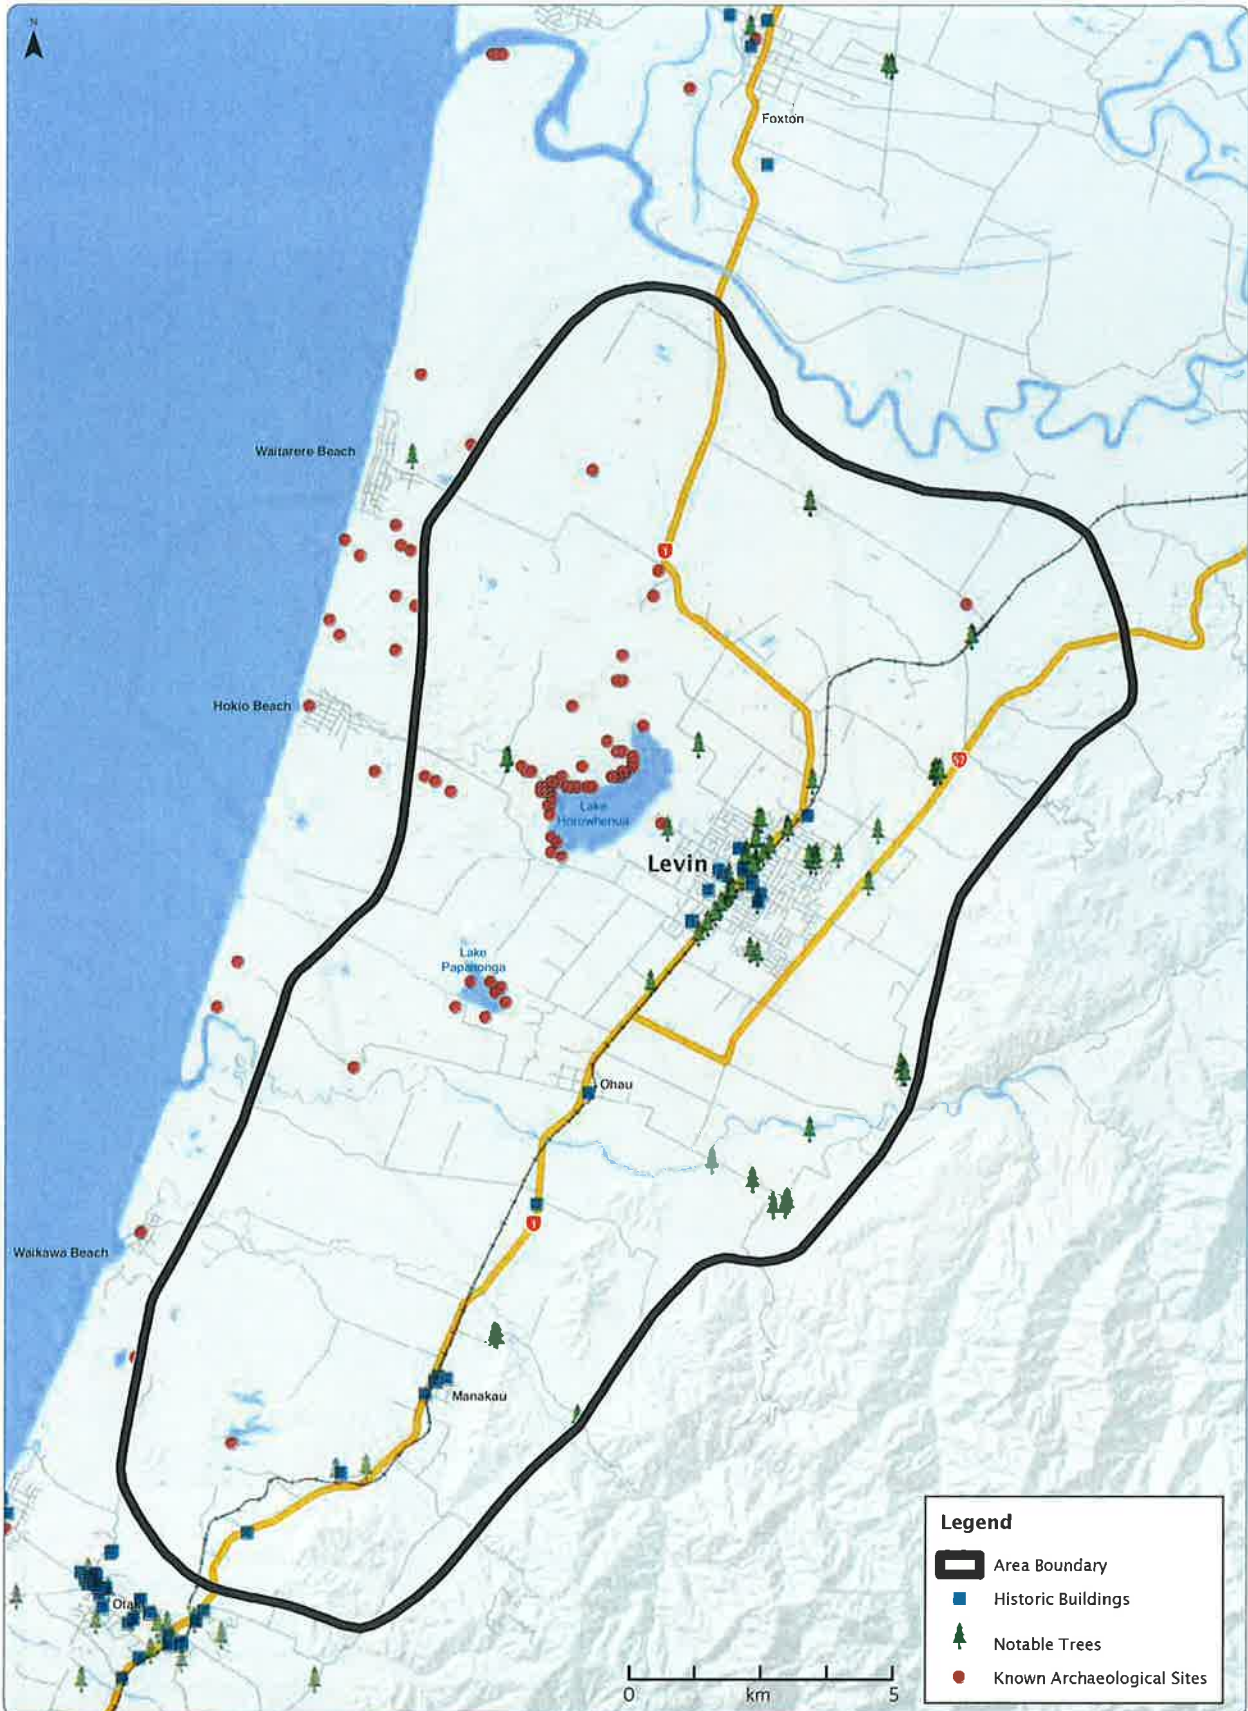 N
Foxton
Waitarere Beach
1
Hokio Beach
57
Lake
Horowhenua
Levin
Lake
Papaitonga
Ohau
1
Waikawa Beach
Manakau
Otaki
Legend
Area Boundary
Historic Buildings
Notable Trees
Known Archaeological Sites
0
km
5